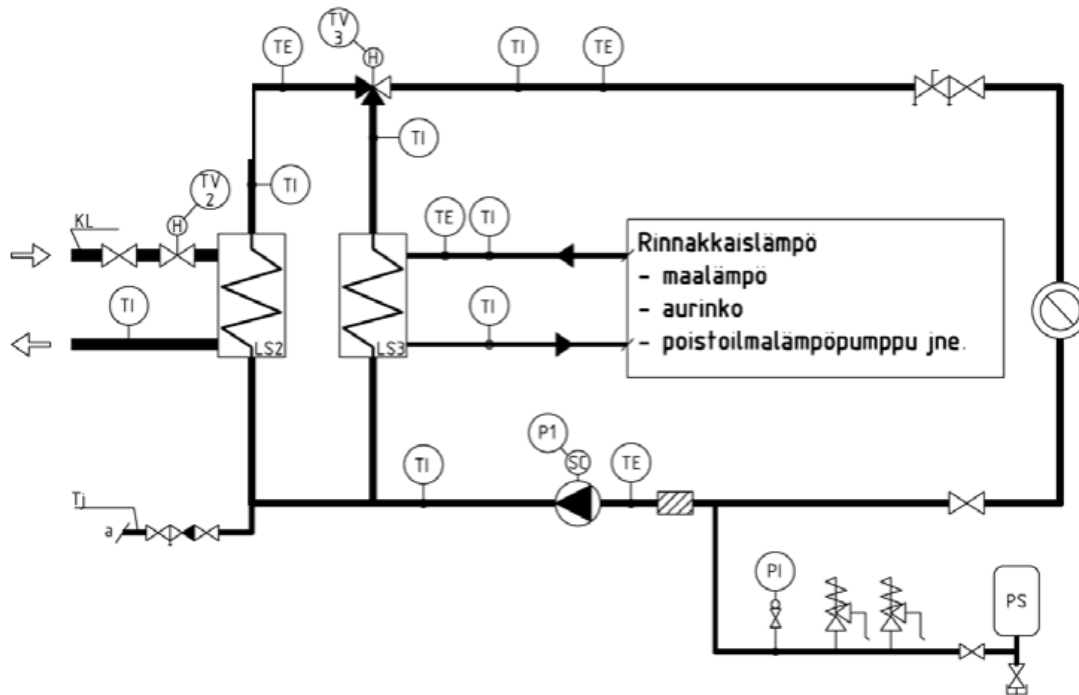 TV
3
H
TE
TI
TE
TI
TV
2
H
TI
KL
TE
TI
Rinnakkaislämpö
- maalämpö
- aurinko
- poistoilmalämpöpumppu jne.
TI
TI
LS2
LS3
P1
SC
TI
TE
Tj
a
PI
PS